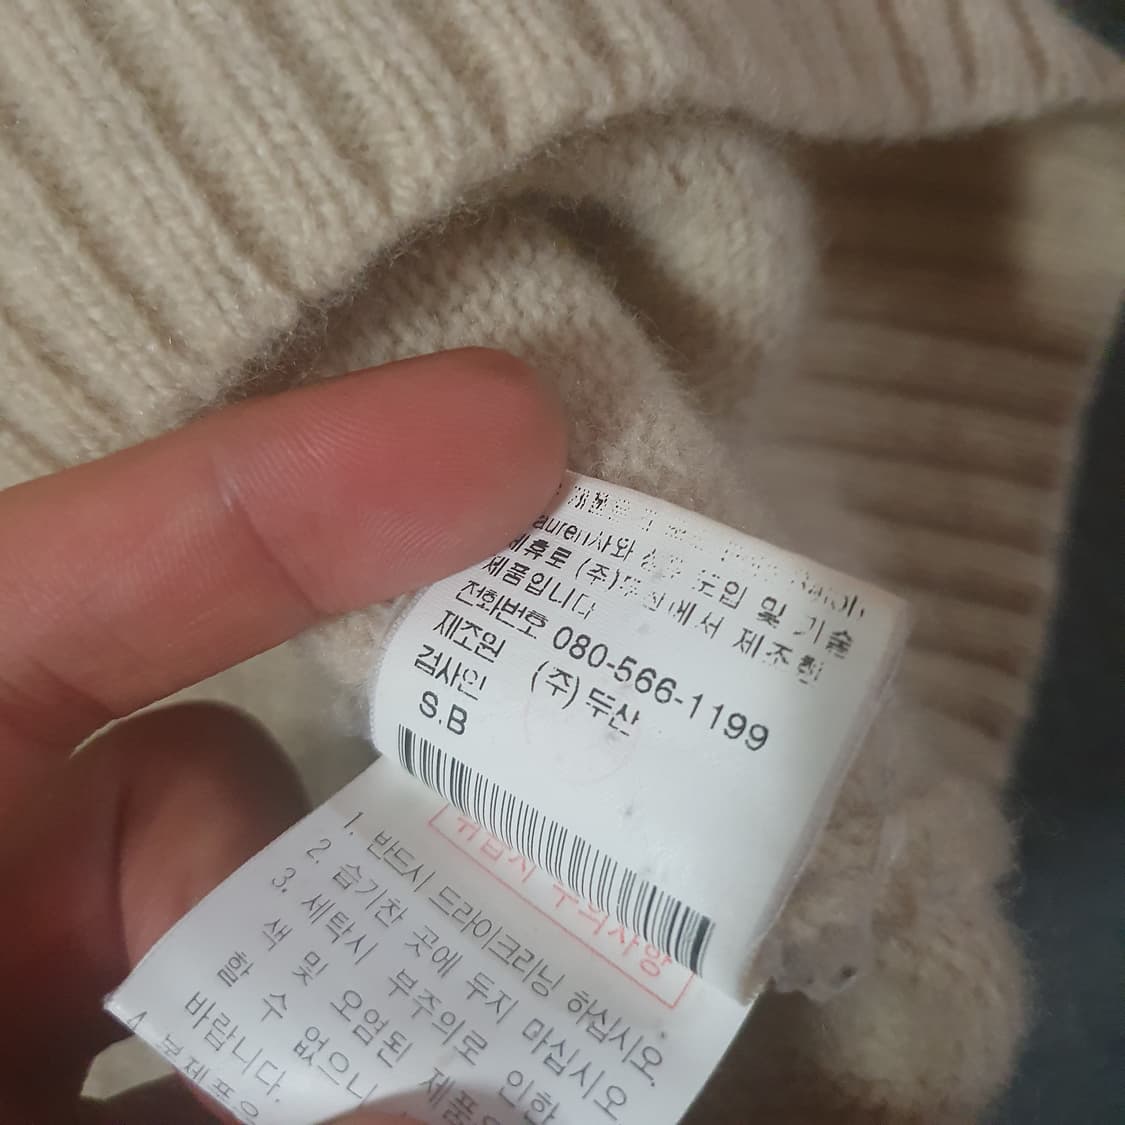 lauren사와 도입 및 기술
제휴로 (주)두산에서 제조한
제품입니다
전화번호 080-566-1199
제조원 (주) 두산
검사인
S.B
취급시 주의사항
1. 반드시 드라이크리닝 하십시오.
2. 습기찬 곳에 두지 마십시오
3. 세탁시 부주의로 인한
색 및 오염된 제품은
할 수 없으니
바랍니다.
4. 본제품은